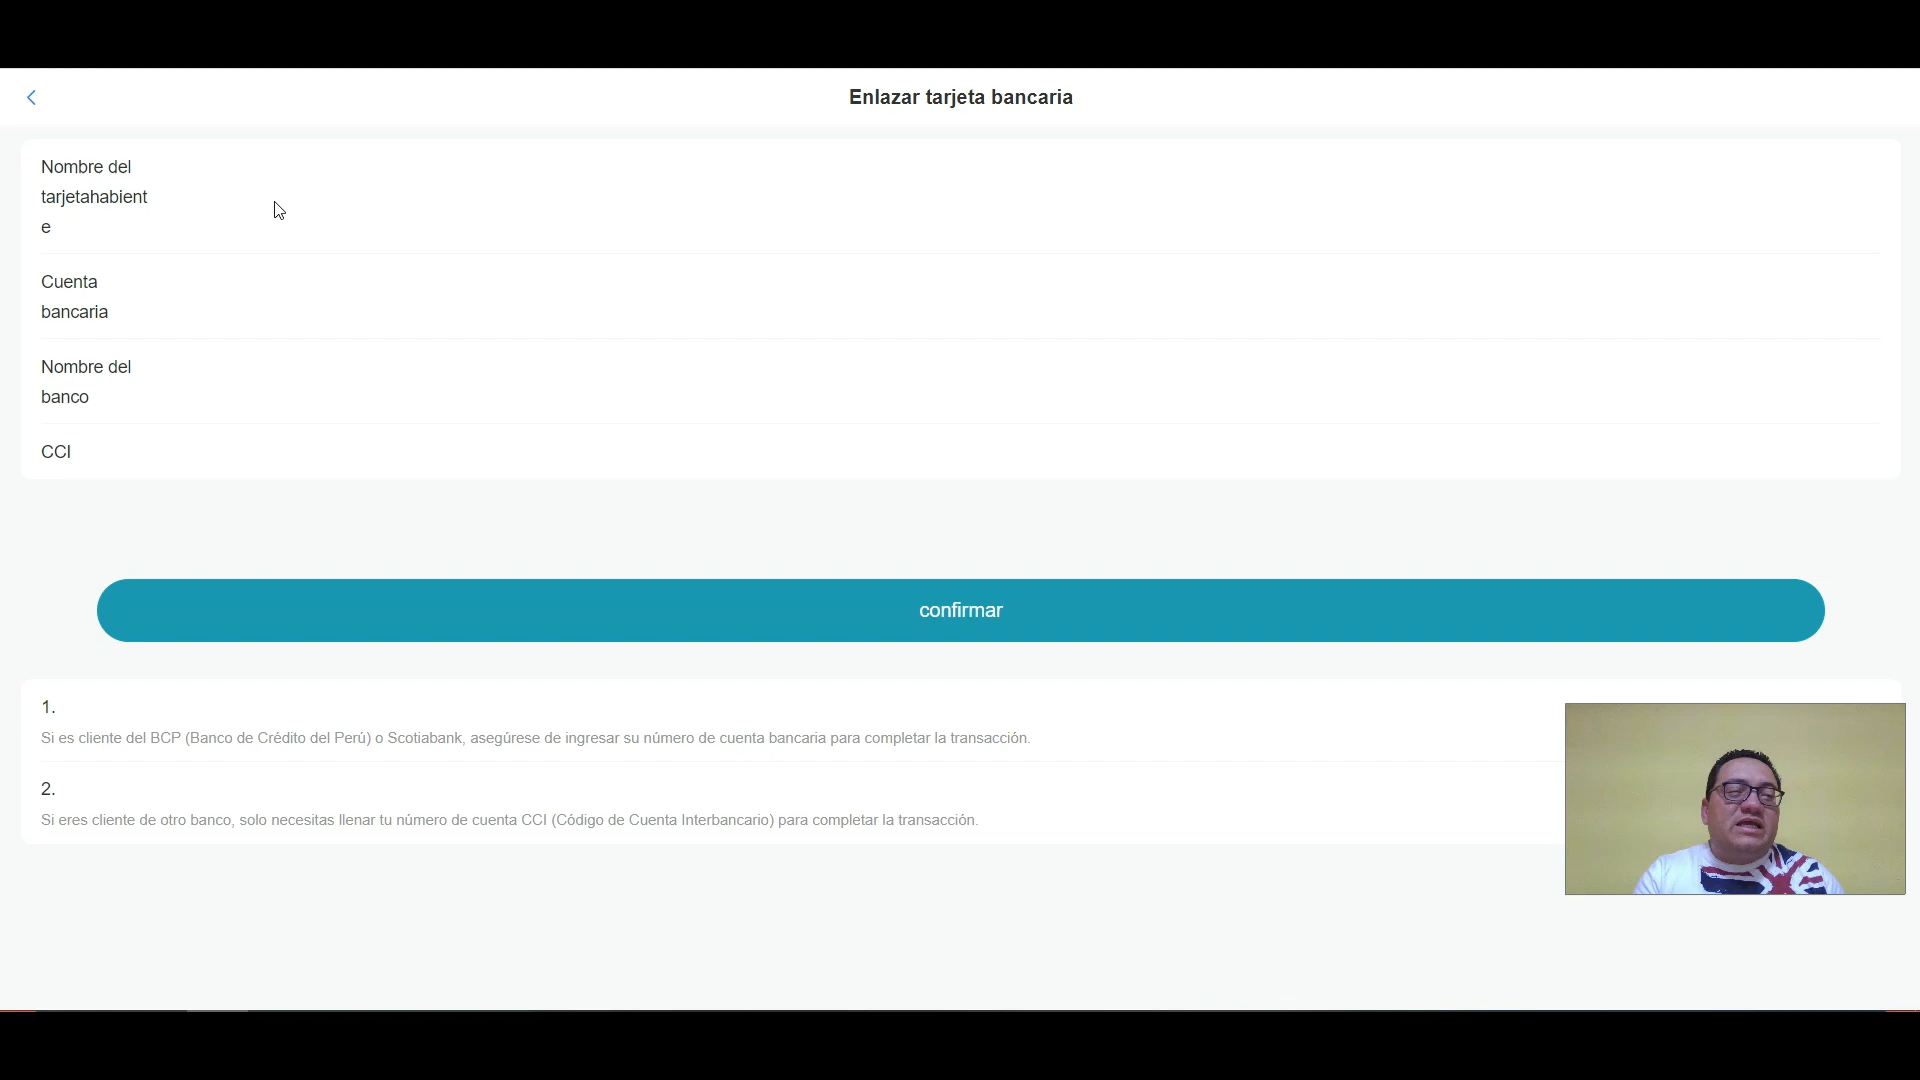 Enlazar tarjeta bancaria
Nombre del
tarjetahabient
e
Cuenta
bancaria
Nombre del
banco
CCI
confirmar
1.
Si es cliente del BCP (Banco de Crédito del Perú) o Scotiabank, asegúrese de ingresar su número de cuenta bancaria para completar la transacción.
2.
Si eres cliente de otro banco, solo necesitas llenar tu número de cuenta CCI (Código de Cuenta Interbancario) para completar la transacción.